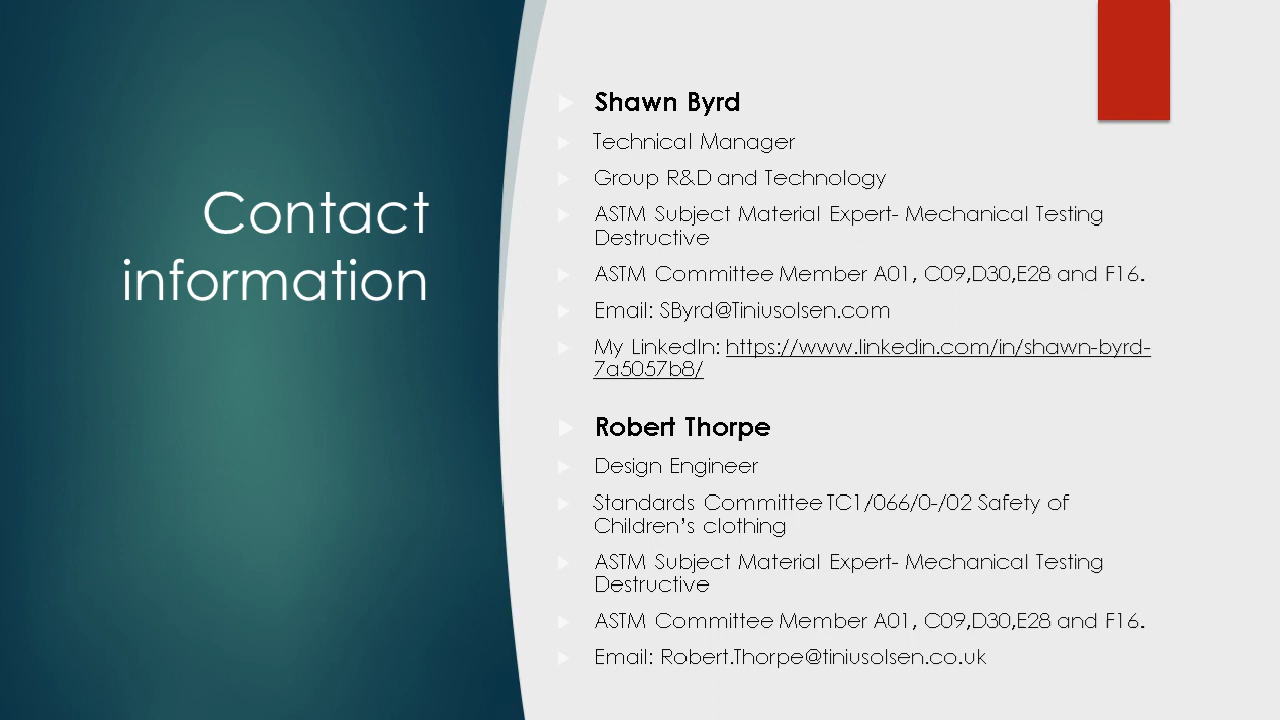 Contact
information
Shawn Byrd
Technical Manager
Group R&D and Technology
ASTM Subject Material Expert- Mechanical Testing
Destructive
ASTM Committee Member A01, C09,D30,E28 and F16.
Email: SByrd@Tiniusolsen.com
My LinkedIn: https://www.linkedin.com/in/shawn-byrd-
7a5057b8/
Robert Thorpe
Design Engineer
Standards Committee TC1/066/0-/02 Safety of
Children’s clothing
ASTM Subject Material Expert- Mechanical Testing
Destructive
ASTM Committee Member A01, C09,D30,E28 and F16.
Email: Robert.Thorpe@tiniusolsen.co.uk